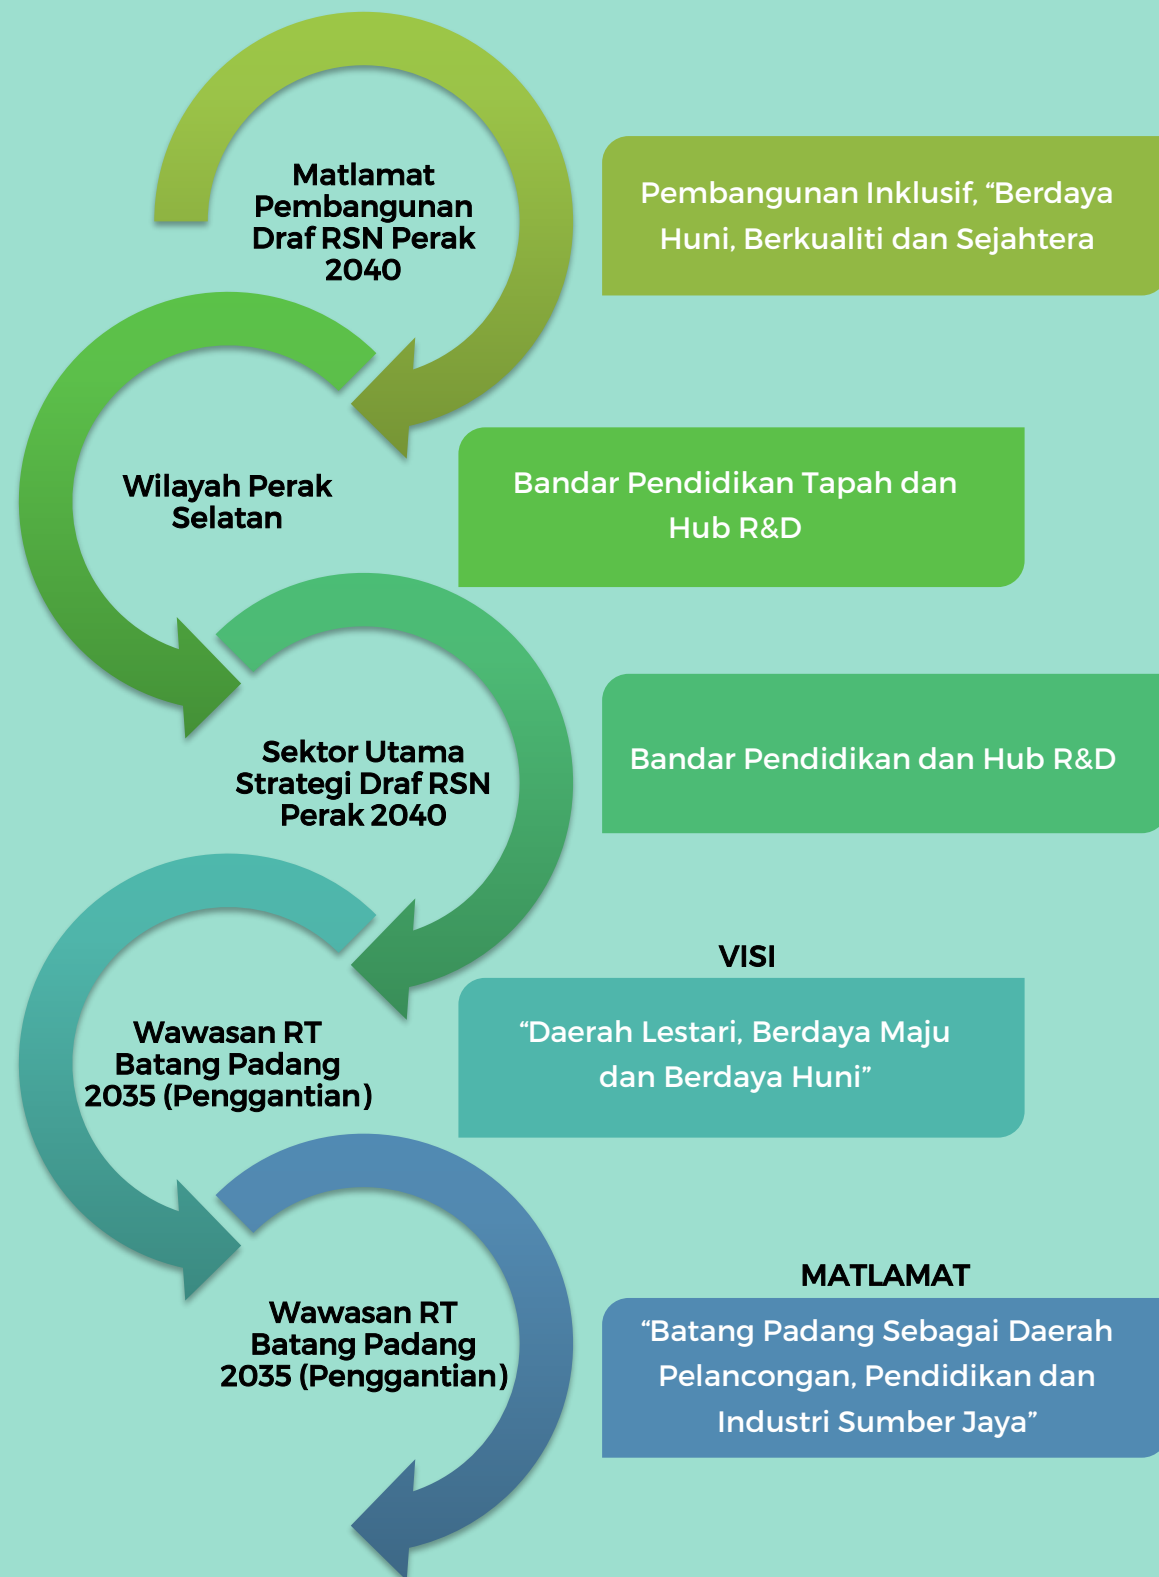 Matlamat
Pembangunan
Draf RSN Perak
2040
Pembangunan Inklusif, “Berdaya
Huni, Berkualiti dan Sejahtera
Wilayah Perak
Selatan
Bandar Pendidikan Tapah dan
Hub R&D
Sektor Utama
Strategi Draf RSN
Perak 2040
Bandar Pendidikan dan Hub R&D
Wawasan RT
Batang Padang
2035 (Penggantian)
VISI
“Daerah Lestari, Berdaya Maju
dan Berdaya Huni”
Wawasan RT
Batang Padang
2035 (Penggantian)
MATLAMAT
“Batang Padang Sebagai Daerah
Pelancongan, Pendidikan dan
Industri Sumber Jaya”